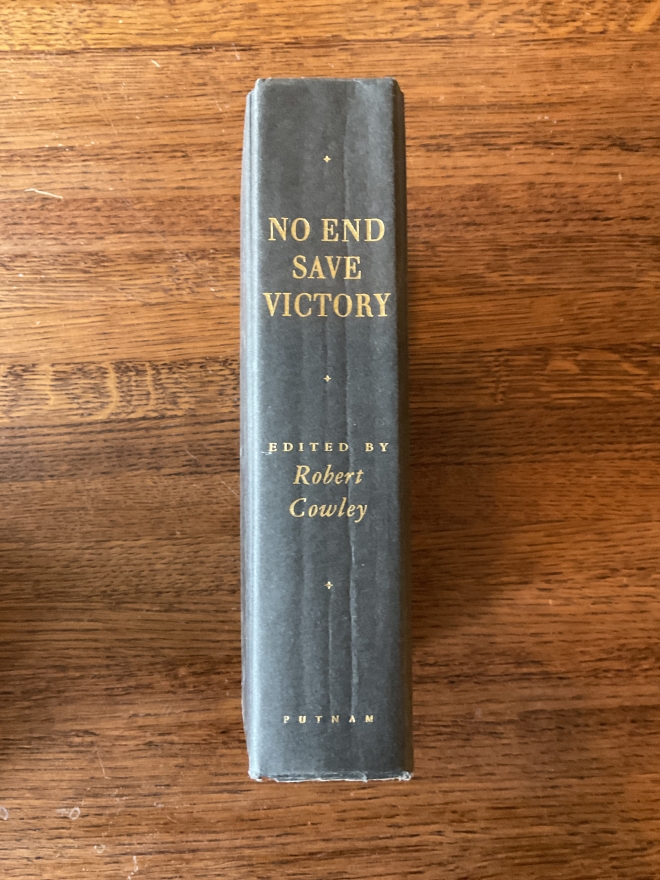 NO END
SAVE
VICTORY
EDITED BY
Robert
Cowley
PUTNAM